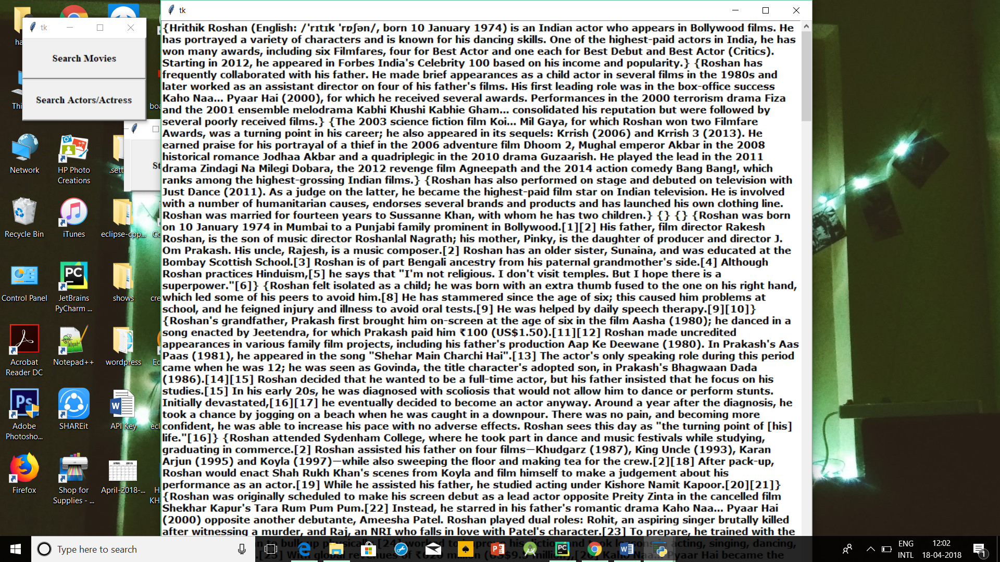 tk
Search Movies
Search Actors/Actress
St
ha
Thi
boa
Network
HP Photo
Creations
.sett
Recycle Bin
iTunes
eclipse-cpp...
Cc
Control Panel
JetBrains
PyCharm ...
shows
cre
Acrobat
Reader DC
Notepad++
wordpress
Ec
Adobe
Photosho...
SHAREit
API Key
ecl
Firefox
Shop for
Supplies - ...
April-2018-...
H
KH
tk
{Hrithik Roshan (English: /ˈrɪtɪk ˈrɒʃən/, born 10 January 1974) is an Indian actor who appears in Bollywood films. He
has portrayed a variety of characters and is known for his dancing skills. One of the highest-paid actors in India, he has
won many awards, including six Filmfares, four for Best Actor and one each for Best Debut and Best Actor (Critics).
Starting in 2012, he appeared in Forbes India's Celebrity 100 based on his income and popularity.} {Roshan has
frequently collaborated with his father. He made brief appearances as a child actor in several films in the 1980s and
later worked as an assistant director on four of his father's films. His first leading role was in the box-office success
Kaho Naa... Pyaar Hai (2000), for which he received several awards. Performances in the 2000 terrorism drama Fiza
and the 2001 ensemble melodrama Kabhi Khushi Kabhie Gham... consolidated his reputation but were followed by
several poorly received films.} {The 2003 science fiction film Koi... Mil Gaya, for which Roshan won two Filmfare
Awards, was a turning point in his career; he also appeared in its sequels: Krrish (2006) and Krrish 3 (2013). He
earned praise for his portrayal of a thief in the 2006 adventure film Dhoom 2, Mughal emperor Akbar in the 2008
historical romance Jodhaa Akbar and a quadriplegic in the 2010 drama Guzaarish. He played the lead in the 2011
drama Zindagi Na Milegi Dobara, the 2012 revenge film Agneepath and the 2014 action comedy Bang Bang!, which
ranks among the highest-grossing Indian films.} {Roshan has also performed on stage and debuted on television with
Just Dance (2011). As a judge on the latter, he became the highest-paid film star on Indian television. He is involved
with a number of humanitarian causes, endorses several brands and products and has launched his own clothing line.
Roshan was married for fourteen years to Sussanne Khan, with whom he has two children.} {} {} {Roshan was born
on 10 January 1974 in Mumbai to a Punjabi family prominent in Bollywood.[1][2] His father, film director Rakesh
Roshan, is the son of music director Roshanlal Nagrath; his mother, Pinky, is the daughter of producer and director J.
Om Prakash. His uncle, Rajesh, is a music composer.[2] Roshan has an older sister, Sunaina, and was educated at the
Bombay Scottish School.[3] Roshan is of part Bengali ancestry from his paternal grandmother's side.[4] Although
Roshan practices Hinduism,[5] he says that "I'm not religious. I don't visit temples. But I hope there is a
superpower."[6]} {Roshan felt isolated as a child; he was born with an extra thumb fused to the one on his right hand,
which led some of his peers to avoid him.[8] He has stammered since the age of six; this caused him problems at
school, and he feigned injury and illness to avoid oral tests.[9] He was helped by daily speech therapy.[9][10]}
{Roshan's grandfather, Prakash first brought him on-screen at the age of six in the film Aasha (1980); he danced in a
song enacted by Jeetendra, for which Prakash paid him ₹100 (US$1.50).[11][12] Roshan made uncredited
appearances in various family film projects, including his father's production Aap Ke Deewane (1980). In Prakash's Aas
Paas (1981), he appeared in the song "Shehar Main Charchi Hai".[13] The actor's only speaking role during this period
came when he was 12; he was seen as Govinda, the title character's adopted son, in Prakash's Bhagwaan Dada
(1986).[14][15] Roshan decided that he wanted to be a full-time actor, but his father insisted that he focus on his
studies.[15] In his early 20s, he was diagnosed with scoliosis that would not allow him to dance or perform stunts.
Initially devastated,[16][17] he eventually decided to become an actor anyway. Around a year after the diagnosis, he
took a chance by jogging on a beach when he was caught in a downpour. There was no pain, and becoming more
confident, he was able to increase his pace with no adverse effects. Roshan sees this day as "the turning point of [his]
life."[16]} {Roshan attended Sydenham College, where he took part in dance and music festivals while studying,
graduating in commerce.[2] Roshan assisted his father on four films—Khudgarz (1987), King Uncle (1993), Karan
Arjun (1995) and Koyla (1997)—while also sweeping the floor and making tea for the crew.[2][18] After pack-up,
Roshan would enact Shah Rukh Khan's scenes from Koyla and film himself to make a judgement about his
performance as an actor.[19] While he assisted his father, he studied acting under Kishore Namit Kapoor.[20][21]}
{Roshan was originally scheduled to make his screen debut as a lead actor opposite Preity Zinta in the cancelled film
Shekhar Kapur's Tara Rum Pum Pum.[22] Instead, he starred in his father's romantic drama Kaho Naa... Pyaar Hai
(2000) opposite another debutante, Ameesha Patel. Roshan played dual roles: Rohit, an aspiring singer brutally killed
after witnessing a murder, and Raj, an NRI who falls in love with Patel's character.[23] To prepare, he trained with the
Type here to search
ENG
INTL
12:02
18-04-2018
1